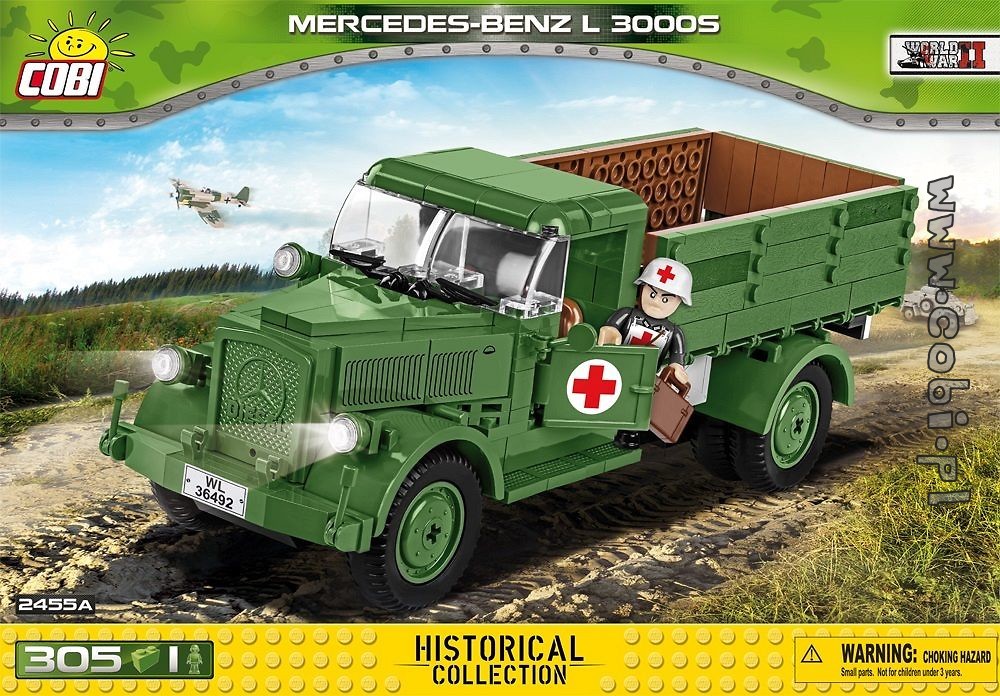 MERCEDES-BENZ L 3000S
COBI
WORLD
WAR II
www.cobi.pl
WL
36492
2455A
305
1
HISTORICAL
COLLECTION
WARNING: CHOKING HAZARD
Small parts. Not for children under 3 years.